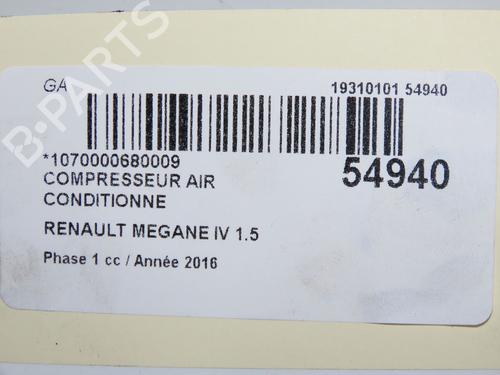 GA 19310101 54940
*1070000680009 54940
COMPRESSEUR AIR
CONDITIONNE
RENAULT MEGANE IV 1.5
Phase 1 cc / Année 2016
B-PARTS